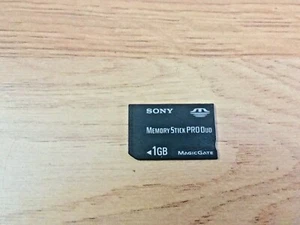 SONY
MEMORY STICK PRO DUO
◄1GB MAGICGATE